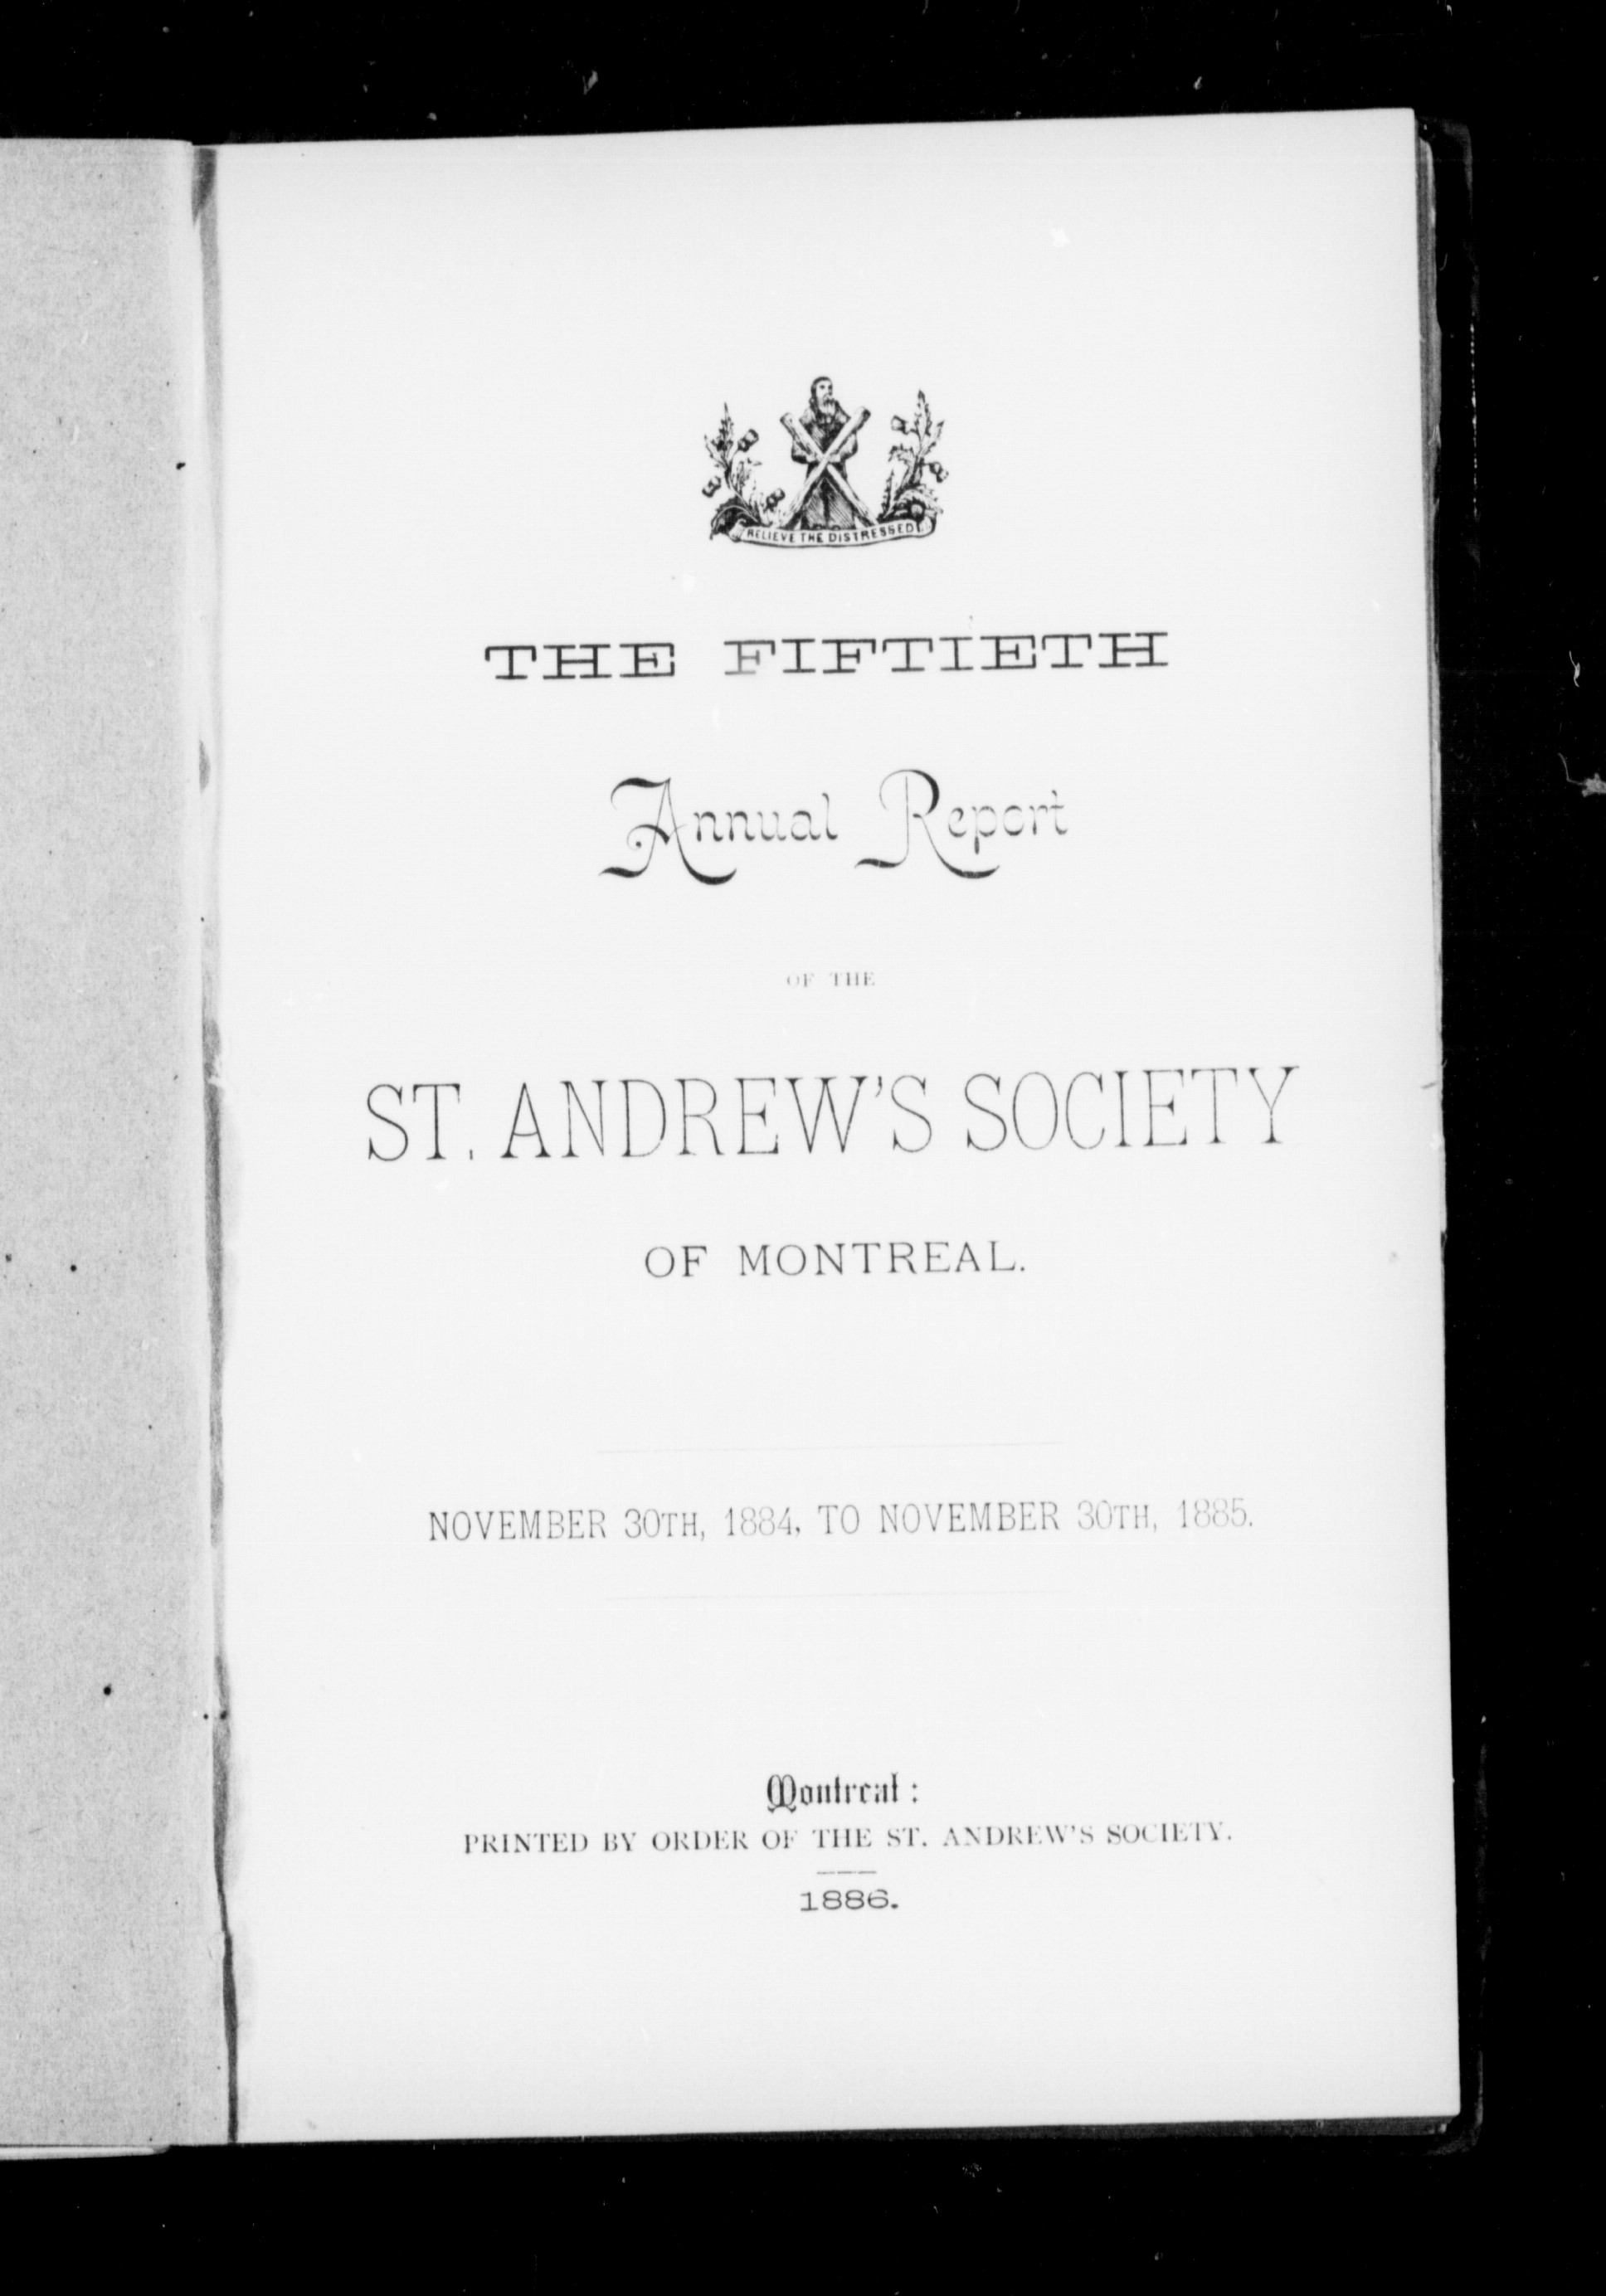 RELIEVE THE DISTRESSED
THE FIFTIETH
Annual Report
OF THE
ST. ANDREW'S SOCIETY
OF MONTREAL.
NOVEMBER 30TH, 1884, TO NOVEMBER 30TH, 1885.
Montreal:
PRINTED BY ORDER OF THE ST. ANDREW'S SOCIETY.
1886.